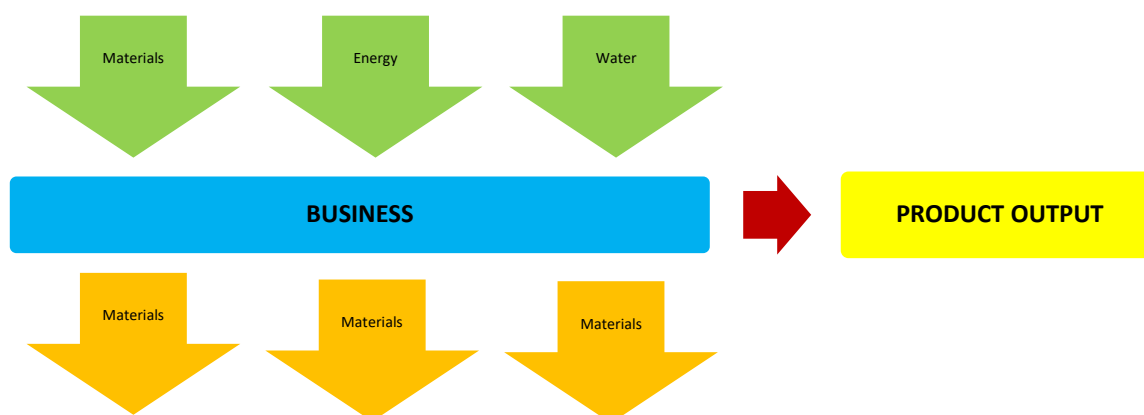 Materials
Energy
Water
BUSINESS
PRODUCT OUTPUT
Materials
Materials
Materials